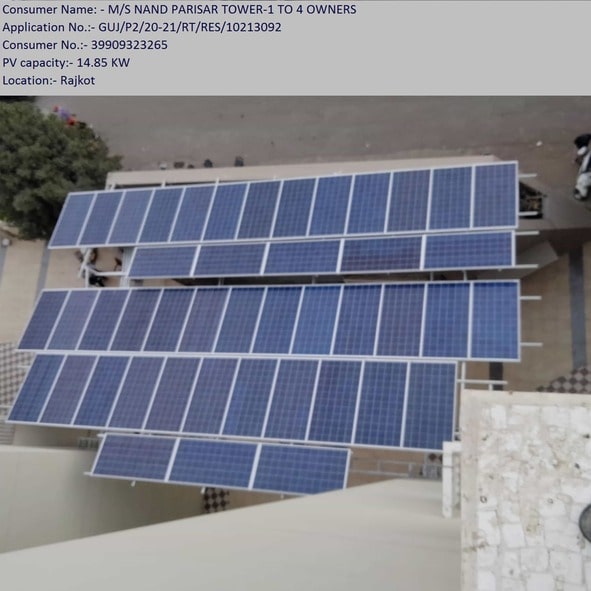 Consumer Name: - M/S NAND PARISAR TOWER-1 TO 4 OWNERS
Application No.:- GUJ/P2/20-21/RT/RES/10213092
Consumer No.:- 39909323265
PV capacity:- 14.85 KW
Location:- Rajkot